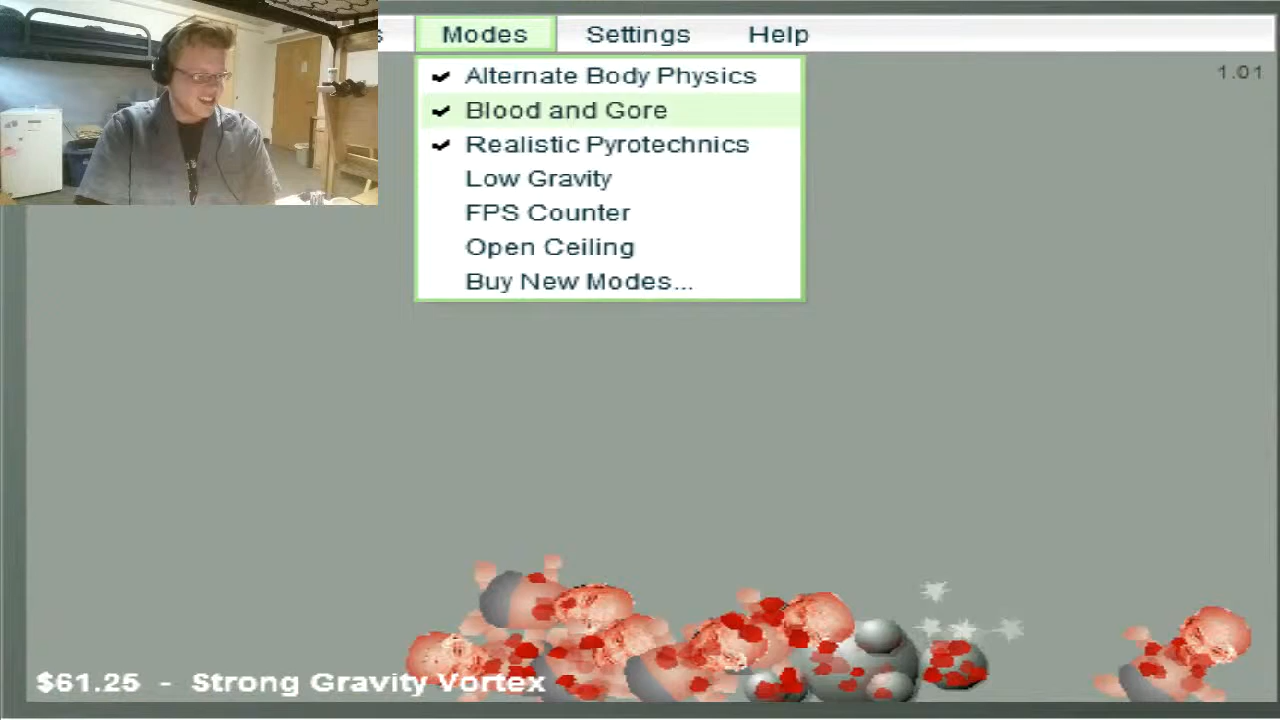 Modes Settings Help
Alternate Body Physics
1.01
Blood and Gore
Realistic Pyrotechnics
Low Gravity
FPS Counter
Open Ceiling
Buy New Modes...
$61.25 - Strong Gravity Vortex